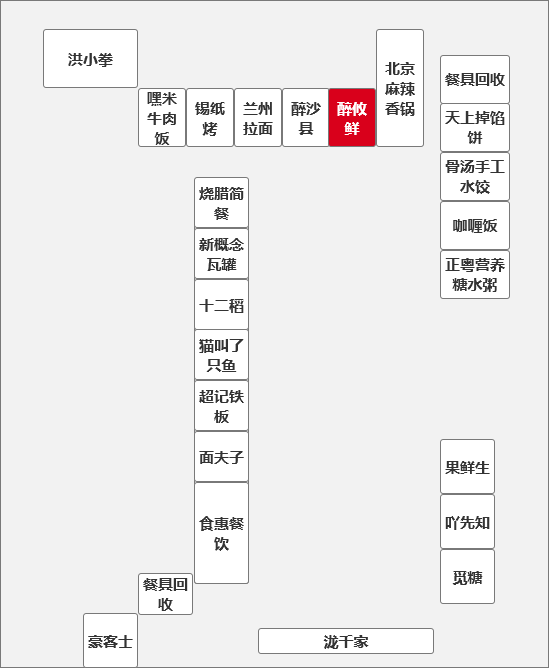 洪小拳
嘿米
牛肉
饭
锡纸
烤
兰州
拉面
醉沙
县
醉攸
鲜
北京
麻辣
香锅
餐具回收
天上掉馅
饼
骨汤手工
水饺
咖喱饭
正粤营养
糖水粥
烧腊简
餐
新概念
瓦罐
十二稻
猫叫了
只鱼
超记铁
板
面夫子
食惠餐
饮
餐具回
收
豪客士
泷千家
果鲜生
吖先知
觅糖